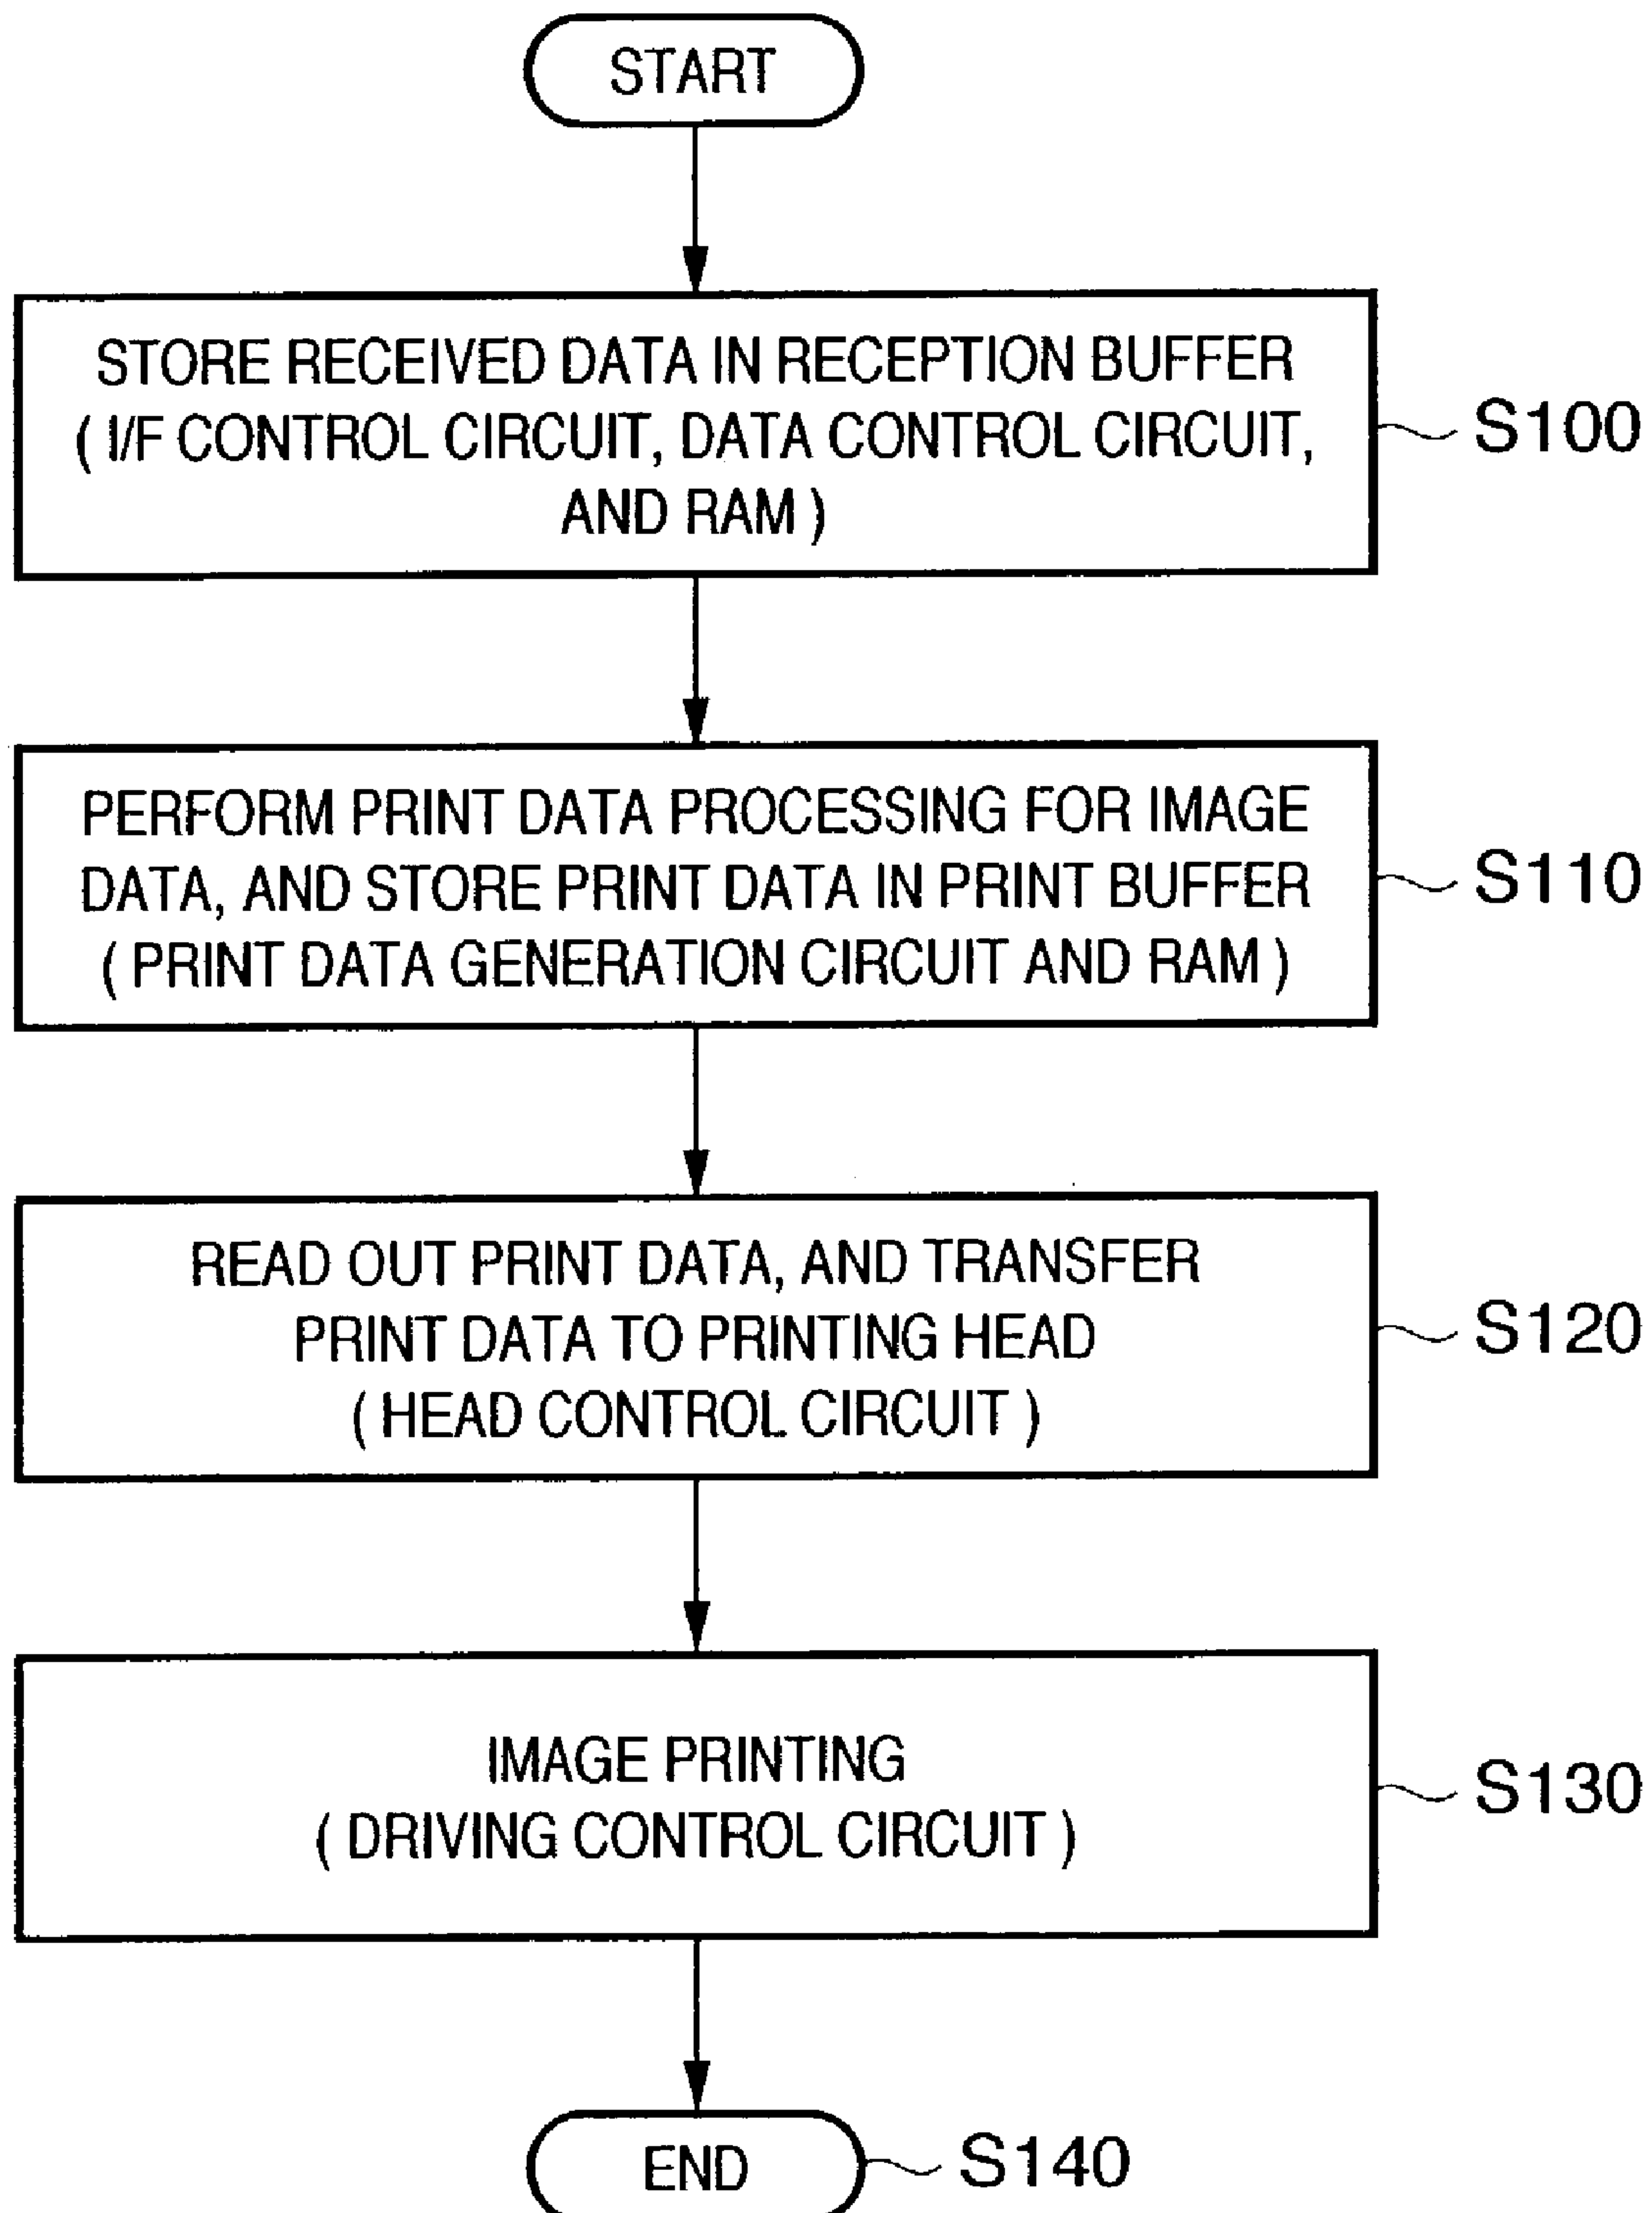 START
STORE RECEIVED DATA IN RECEPTION BUFFER
( I/F CONTROL CIRCUIT, DATA CONTROL CIRCUIT,
AND RAM )
S100
PERFORM PRINT DATA PROCESSING FOR IMAGE
DATA, AND STORE PRINT DATA IN PRINT BUFFER
( PRINT DATA GENERATION CIRCUIT AND RAM )
S110
READ OUT PRINT DATA, AND TRANSFER
PRINT DATA TO PRINTING HEAD
( HEAD CONTROL CIRCUIT )
S120
IMAGE PRINTING
( DRIVING CONTROL CIRCUIT )
S130
END
S140